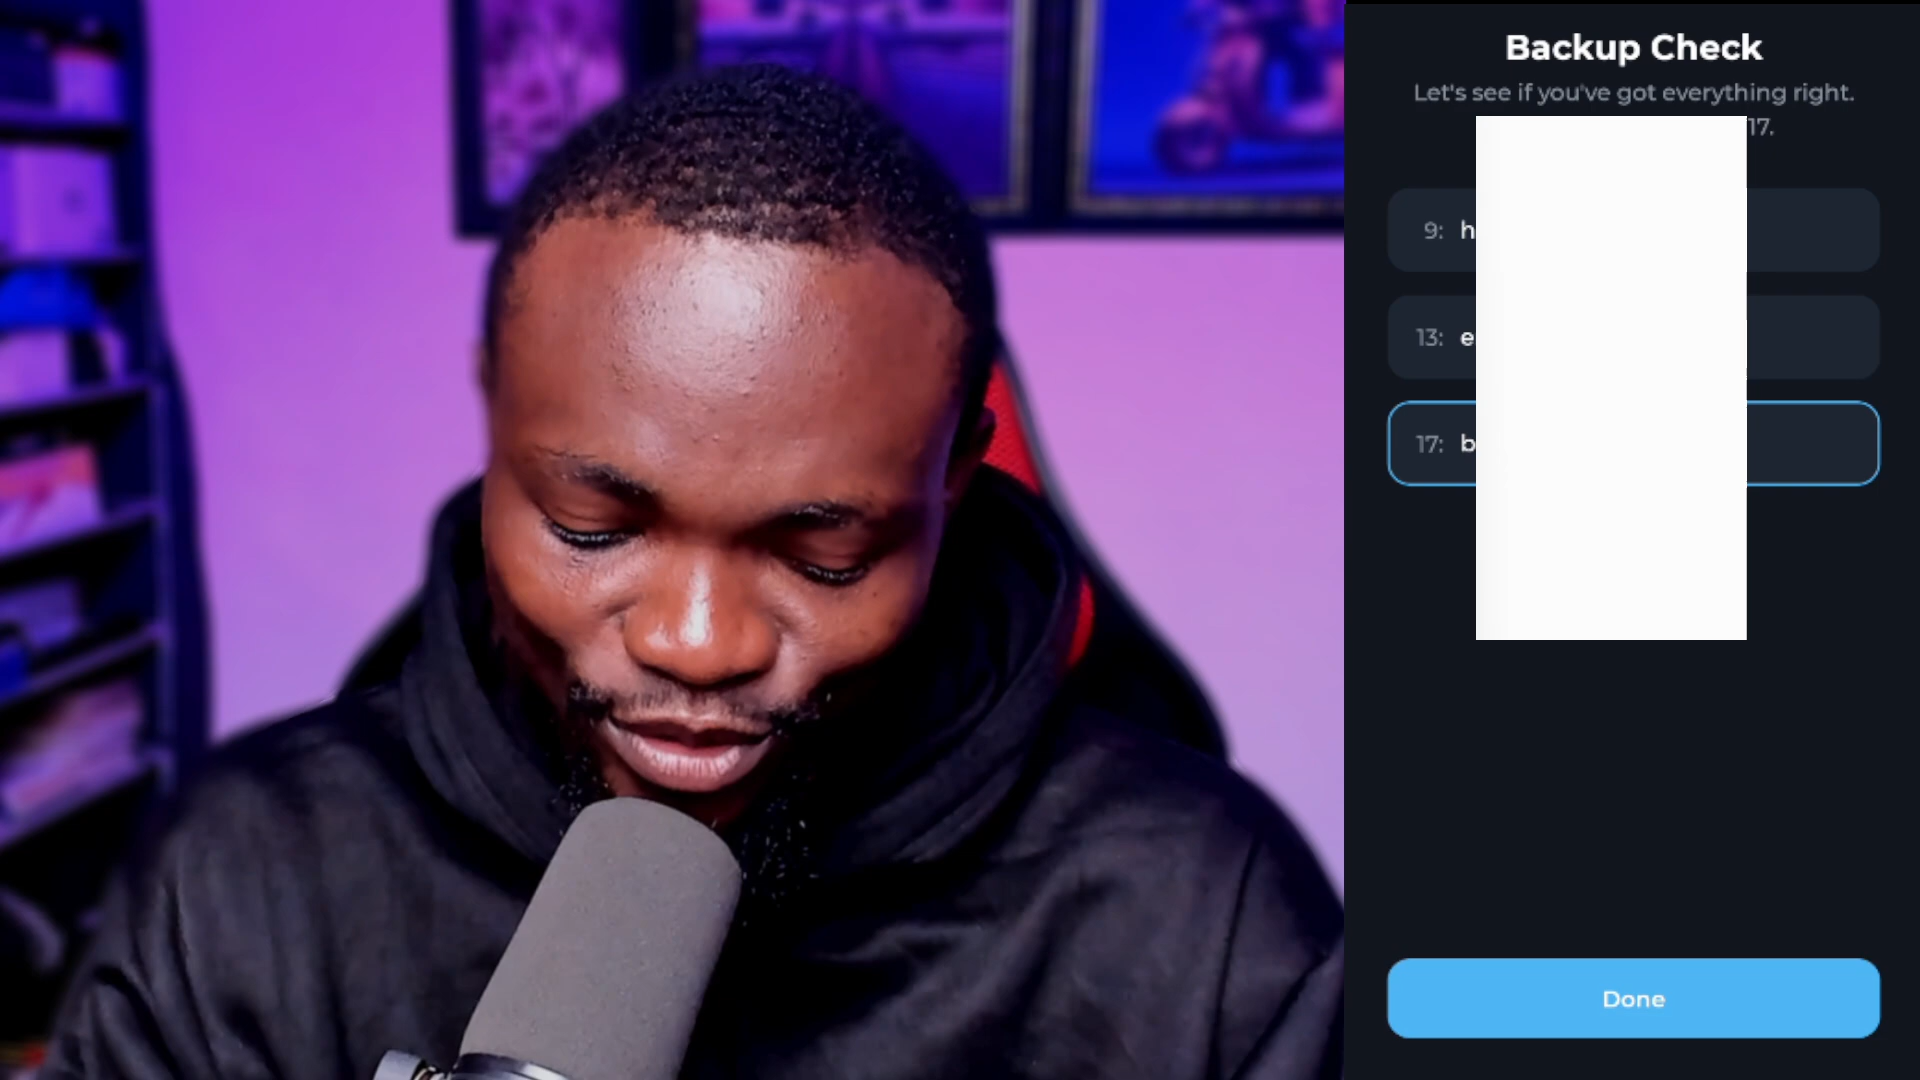 Backup Check
Let's see if you've got everything right.
17.
9: h
13: e
17: b
Done